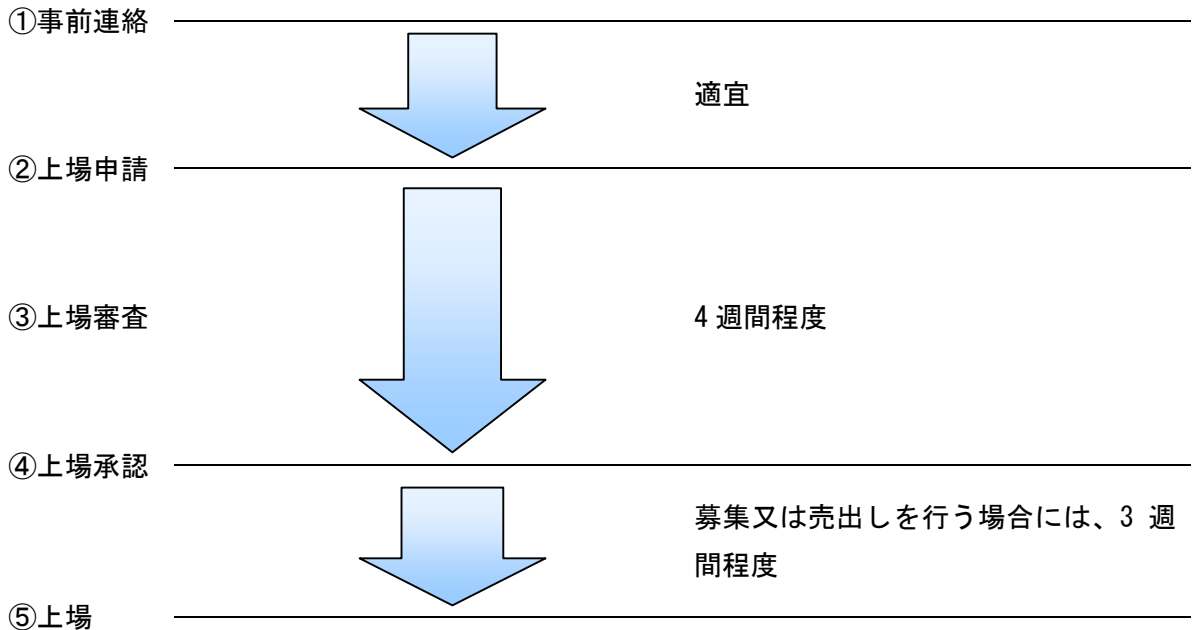 ①事前連絡
適宜
②上場申請
③上場審査
4 週間程度
④上場承認
募集又は売出しを行う場合には、3 週
間程度
⑤上場